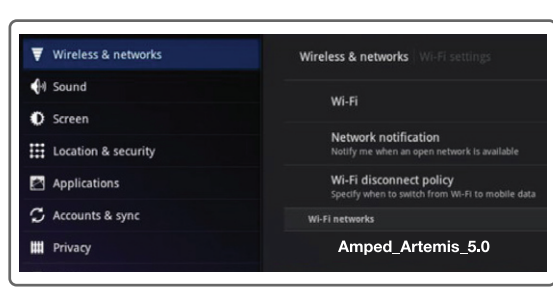 Wireless & networks
Sound
Screen
Location & security
Applications
Accounts & sync
Privacy
Wireless & networks Wi-Fi settings
Wi-Fi
Network notification
Notify me when an open network is available
Wi-Fi disconnect policy
Specify when to switch from Wi-Fi to mobile data
Wi-Fi networks
Amped_Artemis_5.0